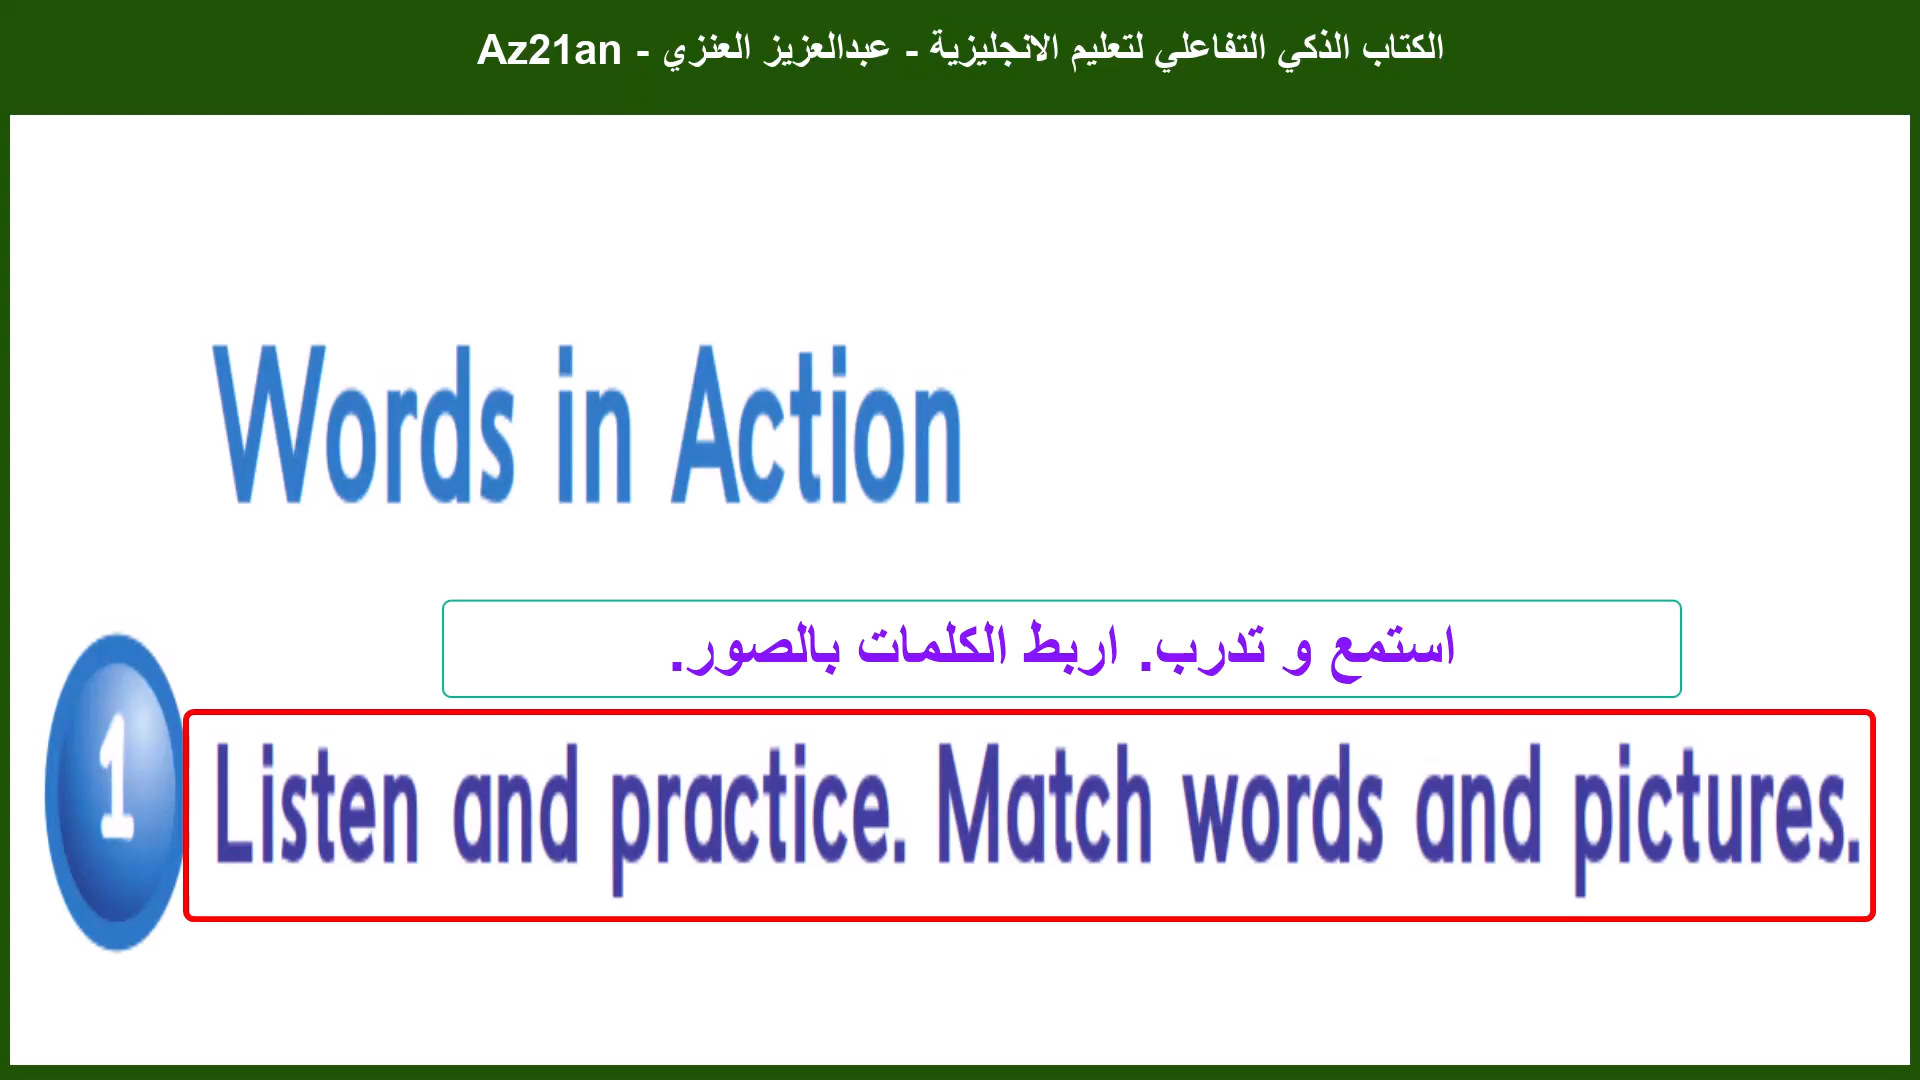 الكتاب الذكي التفاعلي لتعليم الانجليزية - عبدالعزيز العنزي - Az21an
Words in Action
استمع و تدرب. اربط الكلمات بالصور.
1 Listen and practice. Match words and pictures.